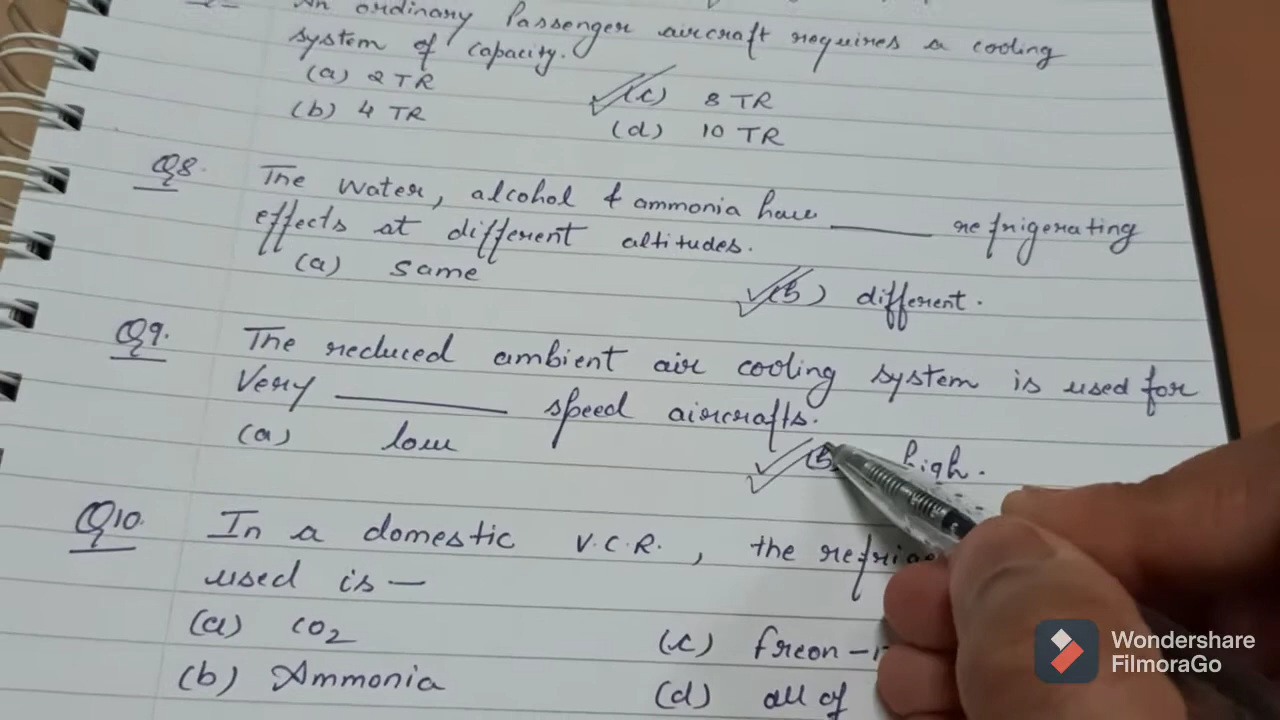 An ordinary Passenger aircraft requires a cooling
system of capacity.
(a) 2 TR
(c) 8 TR
(b) 4 TR
(d) 10 TR
Q8. The water, alcohol & ammonia have ______ refrigerating
effects at different altitudes.
(a) same
(b) different.
Q9. The reduced ambient air cooling system is used for
Very ______ speed aircrafts.
(a) low
(b) high.
Q10. In a domestic V.C.R., the
used is —
(a) CO2
(c) freon -
(b) Ammonia
(d) all of
Wondershare
FilmoraGo